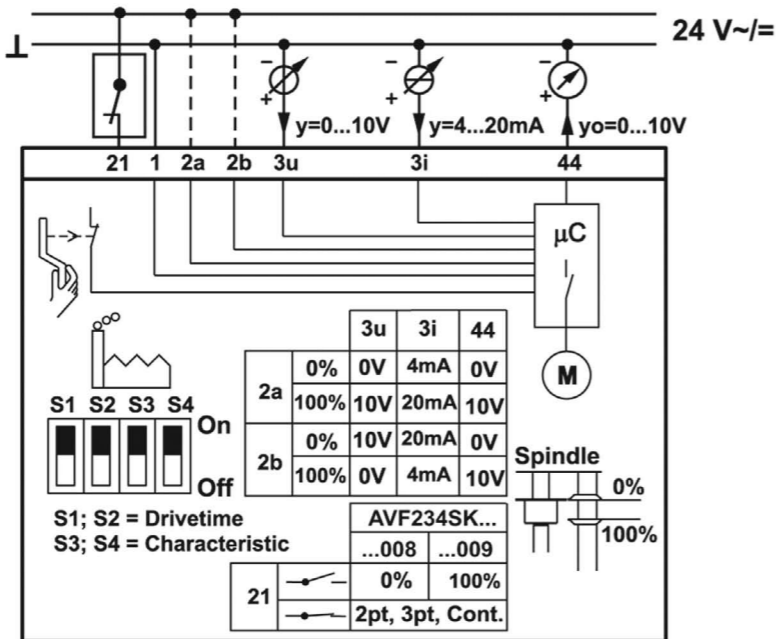 24 V~/=
⊥
− − −
+ + +
y=0...10V y=4...20mA yo=0...10V
21 1 2a 2b 3u 3i 44
µC
M
3u 3i 44
2a 0% 0V 4mA 0V
100% 10V 20mA 10V
2b 0% 10V 20mA 0V
100% 0V 4mA 10V
S1 S2 S3 S4
On
Off
S1; S2 = Drivetime
S3; S4 = Characteristic
Spindle
0%
100%
AVF234SK...
...008 ...009
21 0% 100%
2pt, 3pt, Cont.